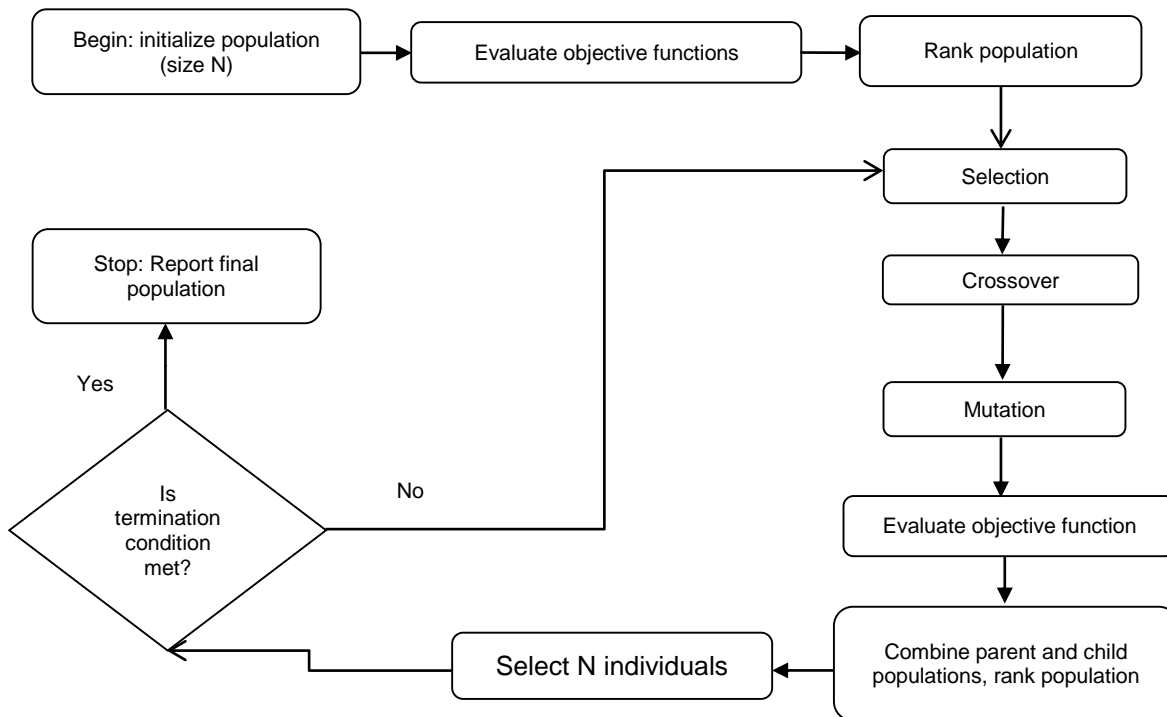 Begin: initialize population
(size N)
Evaluate objective functions
Rank population
Selection
Crossover
Mutation
Evaluate objective function
Combine parent and child
populations, rank population
Select N individuals
Is
termination
condition
met?
No
Yes
Stop: Report final
population